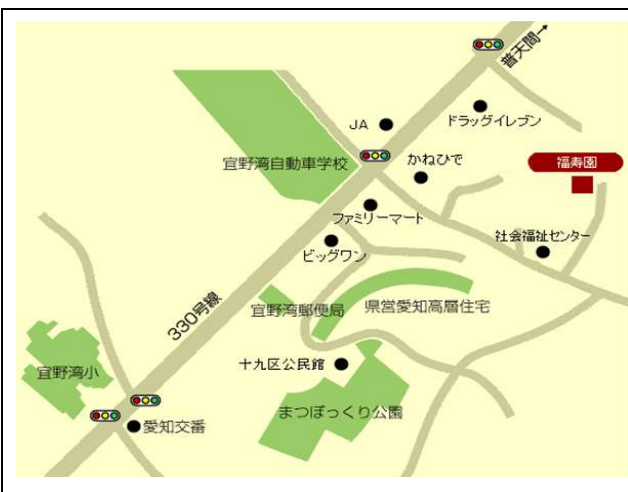 普天間→
ドラッグイレブン
JA
宜野湾自動車学校
かねひで
福寿園
ファミリーマート
社会福祉センター
ビッグワン
330号線
宜野湾郵便局
県営愛知高層住宅
宜野湾小
十九区公民館
まつぼっくり公園
愛知交番